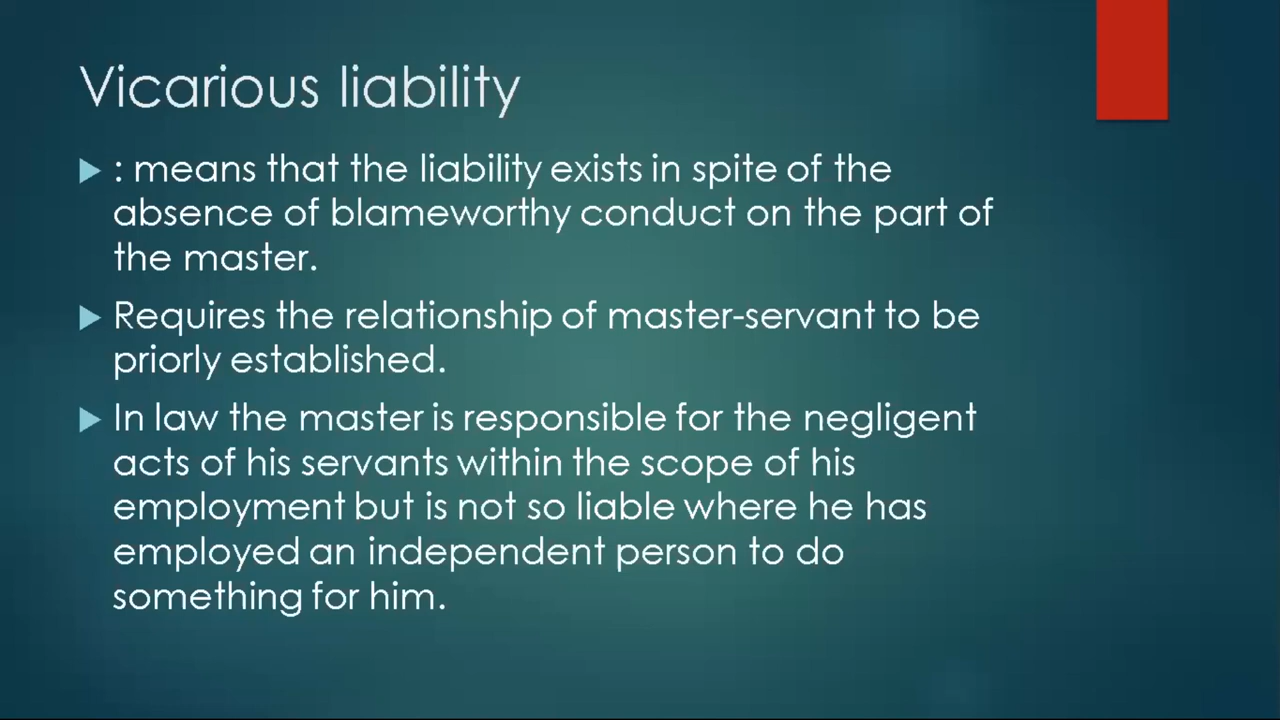 Vicarious liability
: means that the liability exists in spite of the
absence of blameworthy conduct on the part of
the master.
Requires the relationship of master-servant to be
priorly established.
In law the master is responsible for the negligent
acts of his servants within the scope of his
employment but is not so liable where he has
employed an independent person to do
something for him.